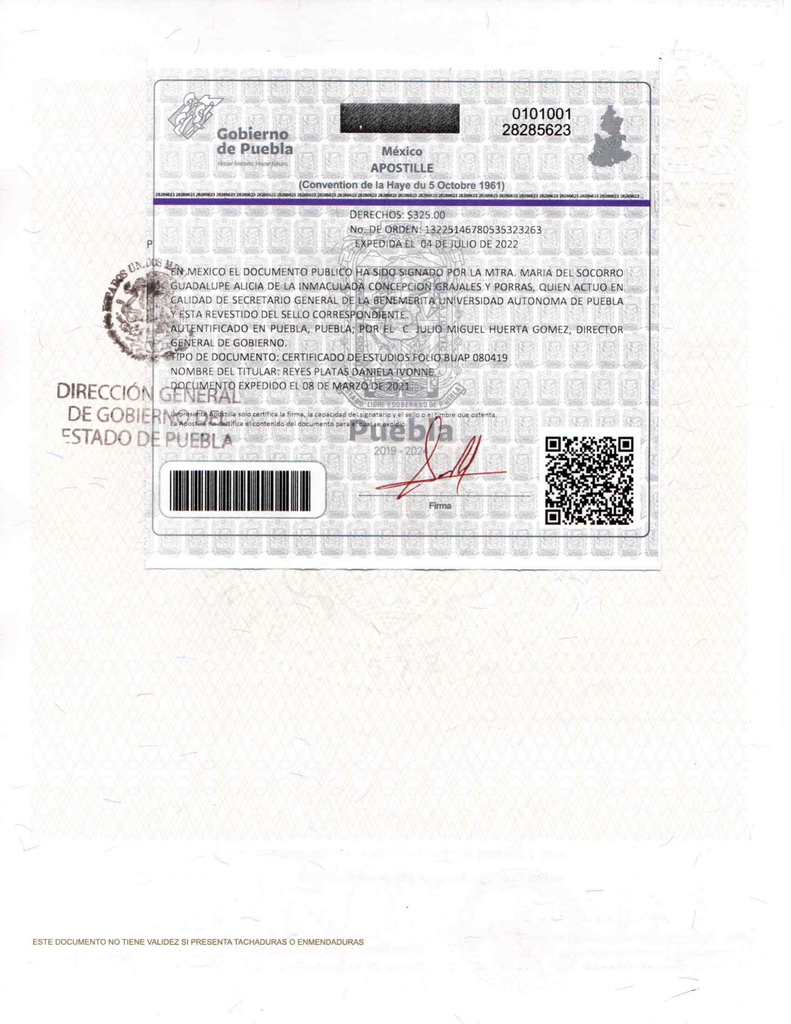 Gobierno
de Puebla
Hacer historia. Hacer futuro.
0101001
28285623
México
APOSTILLE
(Convention de la Haye du 5 Octobre 1961)
DERECHOS: $325.00
No. DE ORDEN: 13225146780535323263
EXPEDIDA EL 04 DE JULIO DE 2022
P
EN MEXICO EL DOCUMENTO PUBLICO HA SIDO SIGNADO POR LA MTRA. MARIA DEL SOCORRO
GUADALUPE ALICIA DE LA INMACULADA CONCEPCION GRAJALES Y PORRAS, QUIEN ACTUO EN
CALIDAD DE SECRETARIO GENERAL DE LA BENEMERITA UNIVERSIDAD AUTONOMA DE PUEBLA
Y ESTA REVESTIDO DEL SELLO CORRESPONDIENTE.
AUTENTIFICADO EN PUEBLA, PUEBLA; POR EL C. JULIO MIGUEL HUERTA GOMEZ, DIRECTOR
GENERAL DE GOBIERNO.
TIPO DE DOCUMENTO: CERTIFICADO DE ESTUDIOS FOLIO BUAP 080419
NOMBRE DEL TITULAR: REYES PLATAS DANIELA IVONNE
DOCUMENTO EXPEDIDO EL 08 DE MARZO DE 2021
DIRECCIÓN GENERAL
DE GOBIERNO DEL
ESTADO DE PUEBLA
La presente Apostilla solo certifica la firma, la capacidad del signatario y el sello o el timbre que ostenta.
La Apostilla no certifica el contenido del documento para el cual se expidió.
Puebla
2019 - 2024
Firma
ESTE DOCUMENTO NO TIENE VALIDEZ SI PRESENTA TACHADURAS O ENMENDADURAS